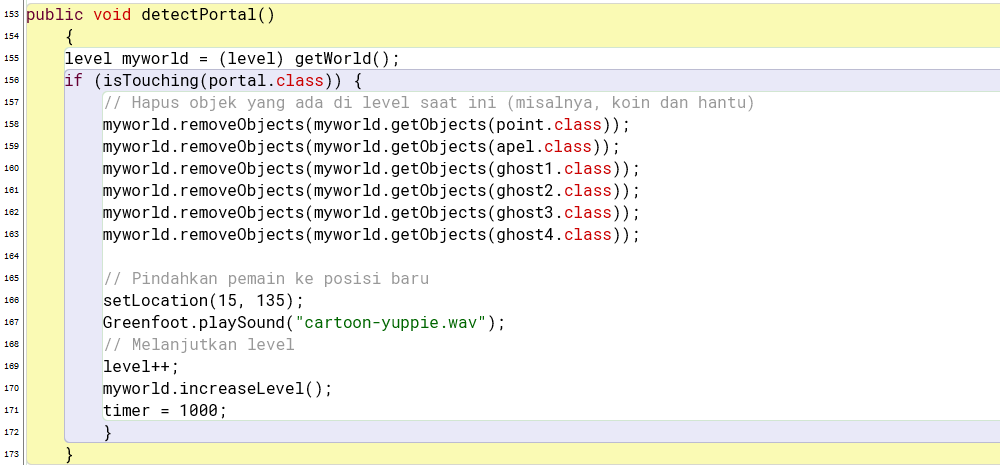 153 public void detectPortal()
154 {
155 level myworld = (level) getWorld();
156 if (isTouching(portal.class)) {
157 // Hapus objek yang ada di level saat ini (misalnya, koin dan hantu)
158 myworld.removeObjects(myworld.getObjects(point.class));
159 myworld.removeObjects(myworld.getObjects(apel.class));
160 myworld.removeObjects(myworld.getObjects(ghost1.class));
161 myworld.removeObjects(myworld.getObjects(ghost2.class));
162 myworld.removeObjects(myworld.getObjects(ghost3.class));
163 myworld.removeObjects(myworld.getObjects(ghost4.class));
164
165 // Pindahkan pemain ke posisi baru
166 setLocation(15, 135);
167 Greenfoot.playSound("cartoon-yuppie.wav");
168 // Melanjutkan level
169 level++;
170 myworld.increaseLevel();
171 timer = 1000;
172 }
173 }